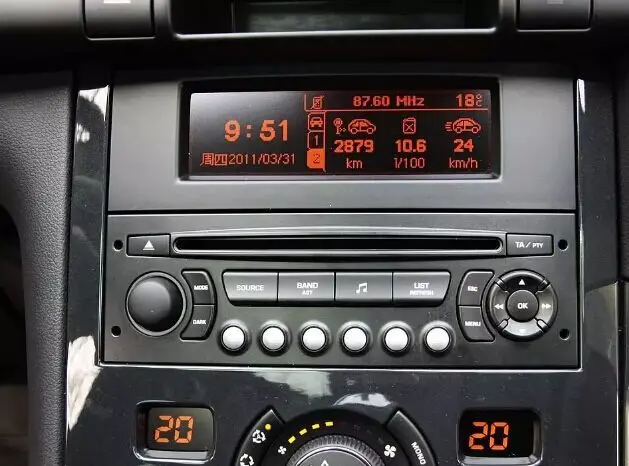 87.60 MHz 18°C
9:51
1
2879 10.6 24
周四2011/03/31 2 km l/100 km/h
TA/PTY
MODE SOURCE BAND AST LIST REFRESH ESC OK
DARK MENU
20 20
MONO